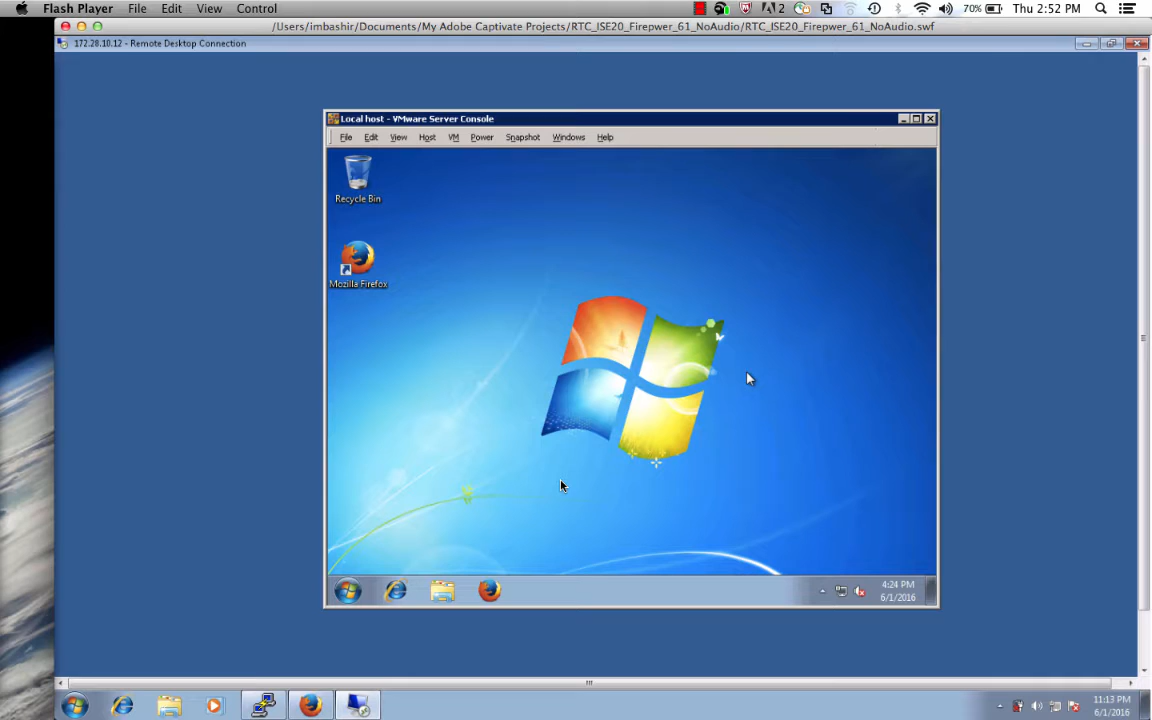 Flash Player File Edit View Control 2 70% Thu 2:52 PM
/Users/imbashir/Documents/My Adobe Captivate Projects/RTC_ISE20_Firepwer_61_NoAudio/RTC_ISE20_Firepwer_61_NoAudio.swf
172.28.10.12 - Remote Desktop Connection
Local host - VMware Server Console
File Edit View Host VM Power Snapshot Windows Help
Recycle Bin
Mozilla Firefox
4:24 PM
6/1/2016
11:13 PM
6/1/2016